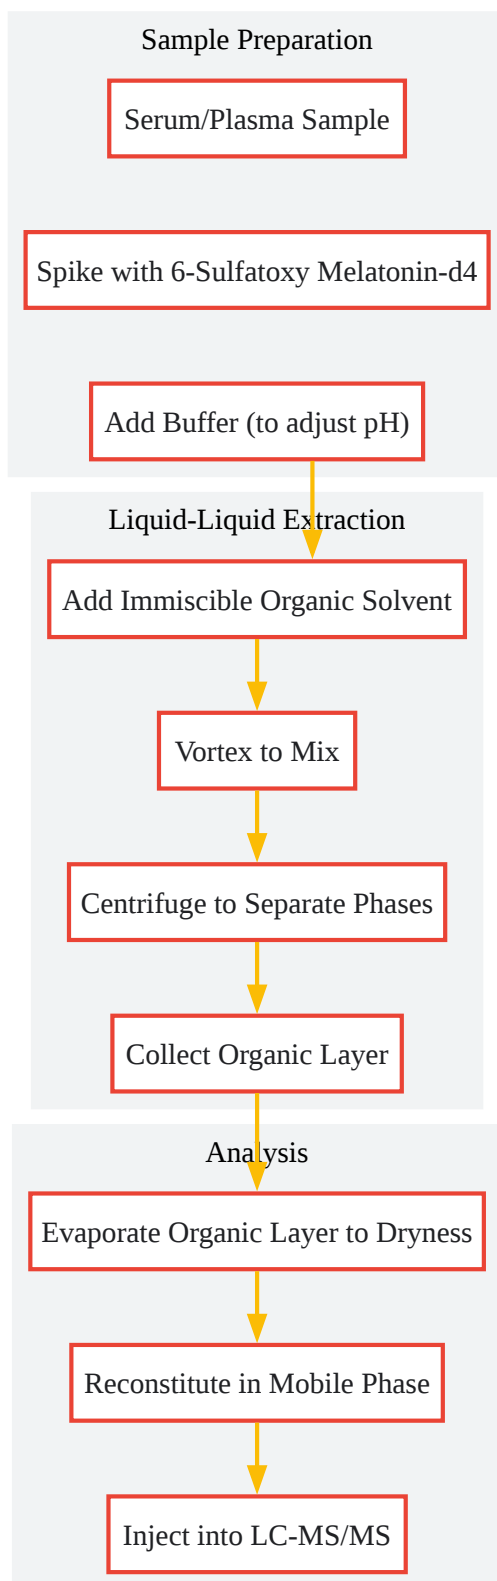 Sample Preparation
Serum/Plasma Sample
Spike with 6-Sulfatoxy Melatonin-d4
Add Buffer (to adjust pH)
Liquid-Liquid Extraction
Add Immiscible Organic Solvent
Vortex to Mix
Centrifuge to Separate Phases
Collect Organic Layer
Analysis
Evaporate Organic Layer to Dryness
Reconstitute in Mobile Phase
Inject into LC-MS/MS